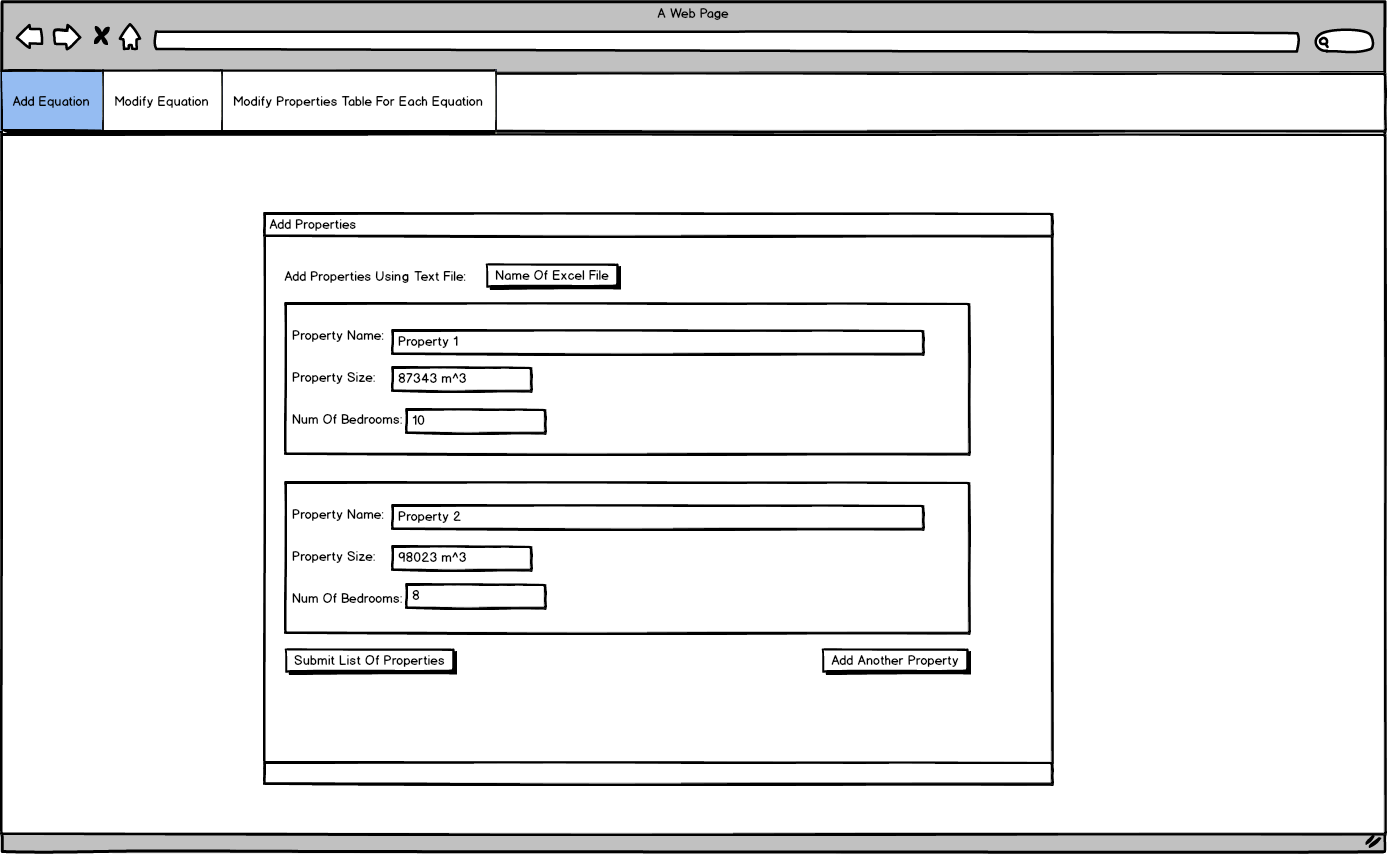 A Web Page
Add Equation
Modify Equation
Modify Properties Table For Each Equation
Add Properties
Add Properties Using Text File:
Name Of Excel File
Property Name:
Property 1
Property Size:
87343 m^3
Num Of Bedrooms:
10
Property Name:
Property 2
Property Size:
98023 m^3
Num Of Bedrooms:
8
Submit List Of Properties
Add Another Property